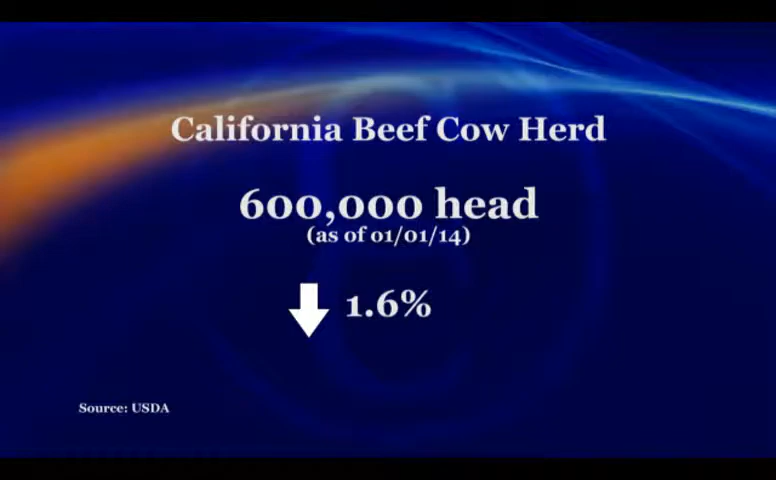 California Beef Cow Herd
600,000 head
(as of 01/01/14)
1.6%
Source: USDA